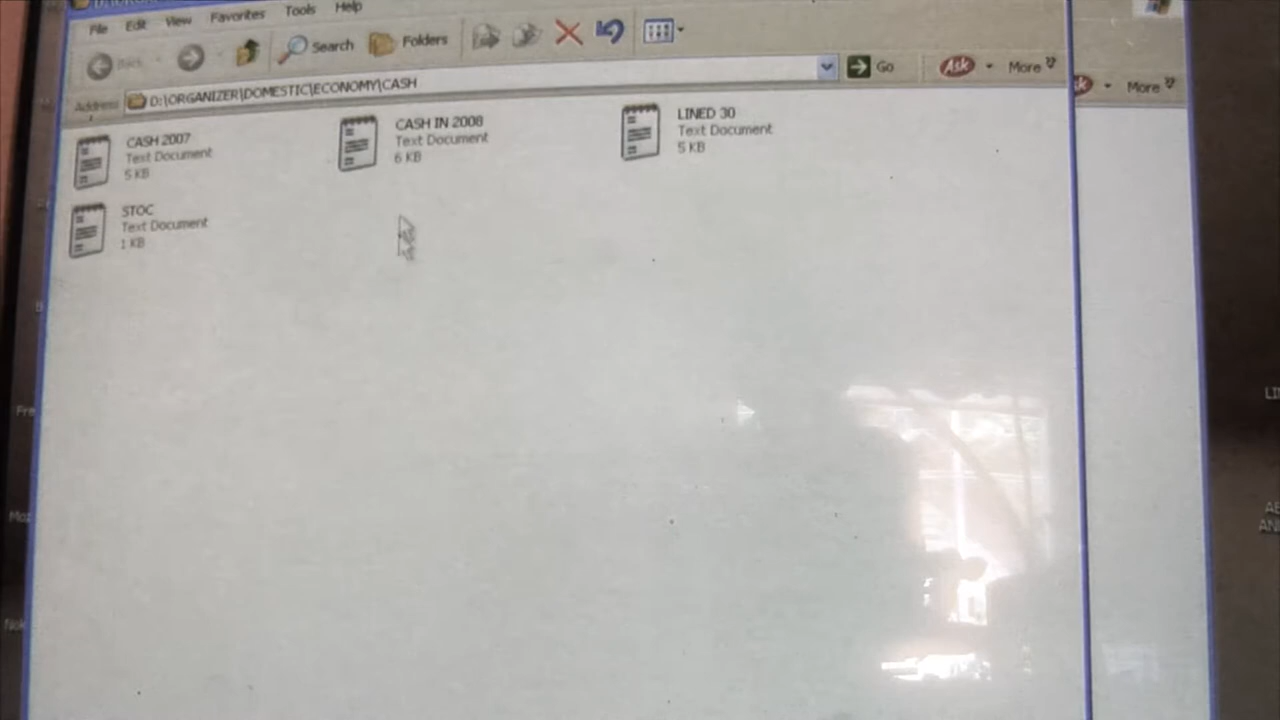 File Edit View Favorites Tools Help
Back Search Folders
Address D:\ORGANIZER\DOMESTIC\ECONOMY\CASH Go Ask More
More
CASH 2007
Text Document
5 KB
CASH IN 2008
Text Document
6 KB
LINED 30
Text Document
5 KB
STOC
Text Document
1 KB